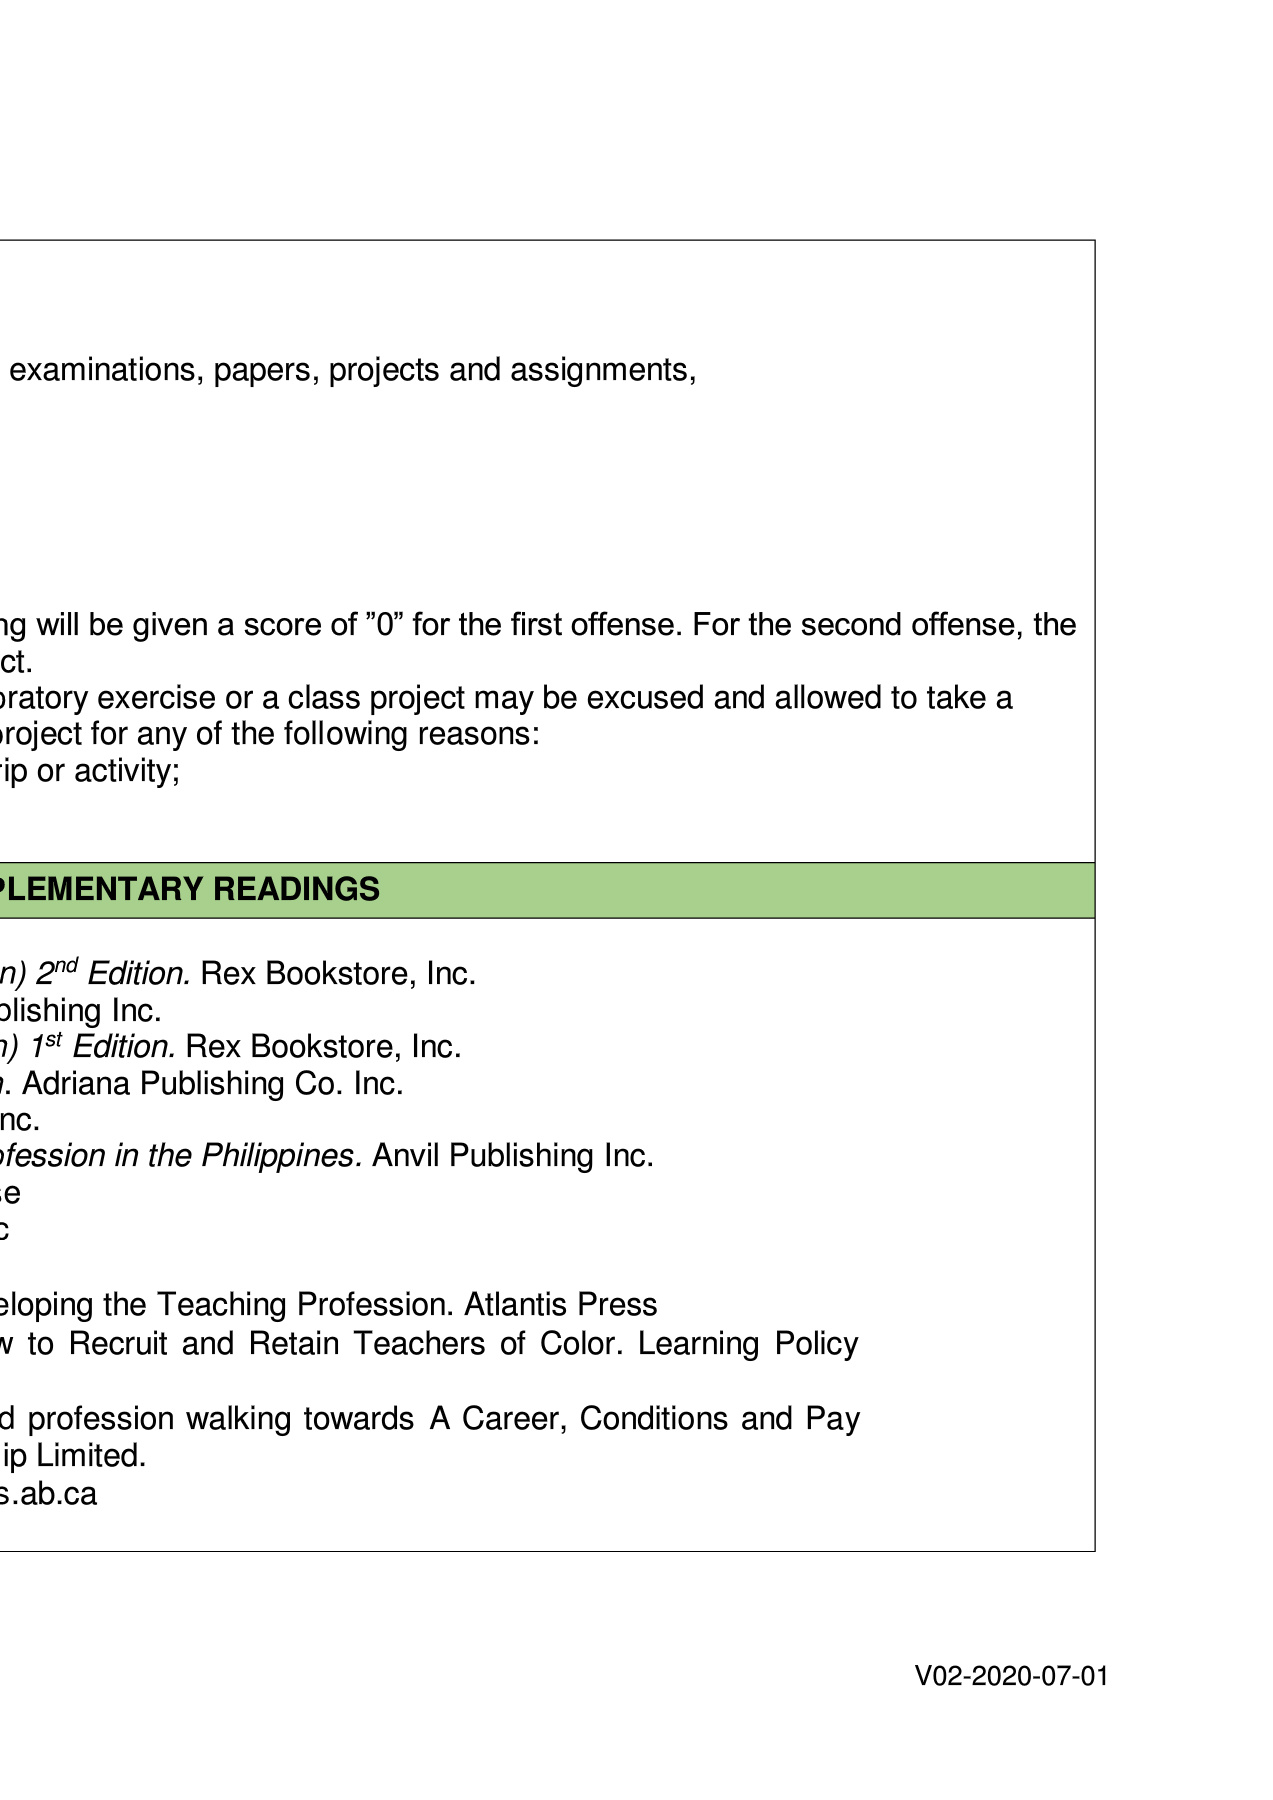 examinations, papers, projects and assignments,
ng will be given a score of ”0” for the first offense. For the second offense, the
ct.
oratory exercise or a class project may be excused and allowed to take a
project for any of the following reasons:
rip or activity;
PLEMENTARY READINGS
n) 2nd Edition. Rex Bookstore, Inc.
blishing Inc.
n) 1st Edition. Rex Bookstore, Inc.
. Adriana Publishing Co. Inc.
nc.
ofession in the Philippines. Anvil Publishing Inc.
se
c
eloping the Teaching Profession. Atlantis Press
w to Recruit and Retain Teachers of Color. Learning Policy
d profession walking towards A Career, Conditions and Pay
ip Limited.
s.ab.ca
V02-2020-07-01